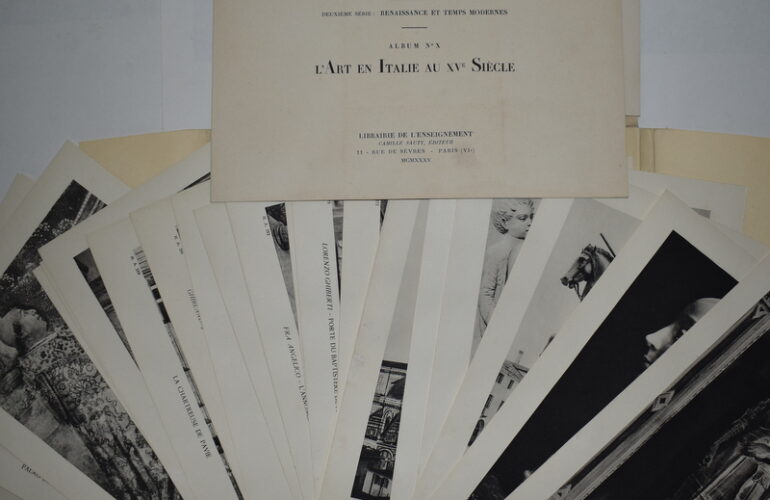 DEUXIÈME SÉRIE : RENAISSANCE ET TEMPS MODERNES
ALBUM N° X
L'ART EN ITALIE AU XVe SIÈCLE
LIBRAIRIE DE L'ENSEIGNEMENT
CAMILLE SAUTY, ÉDITEUR
11 - RUE DE SÈVRES - PARIS (VIe)
MCMXXXV
LORENZO GHIBERTI - PORTE DU BAPTISTÈRE
FRA ANGELICO - L'ANN
GHIBE
LA CHARTREUSE DE PAVIE